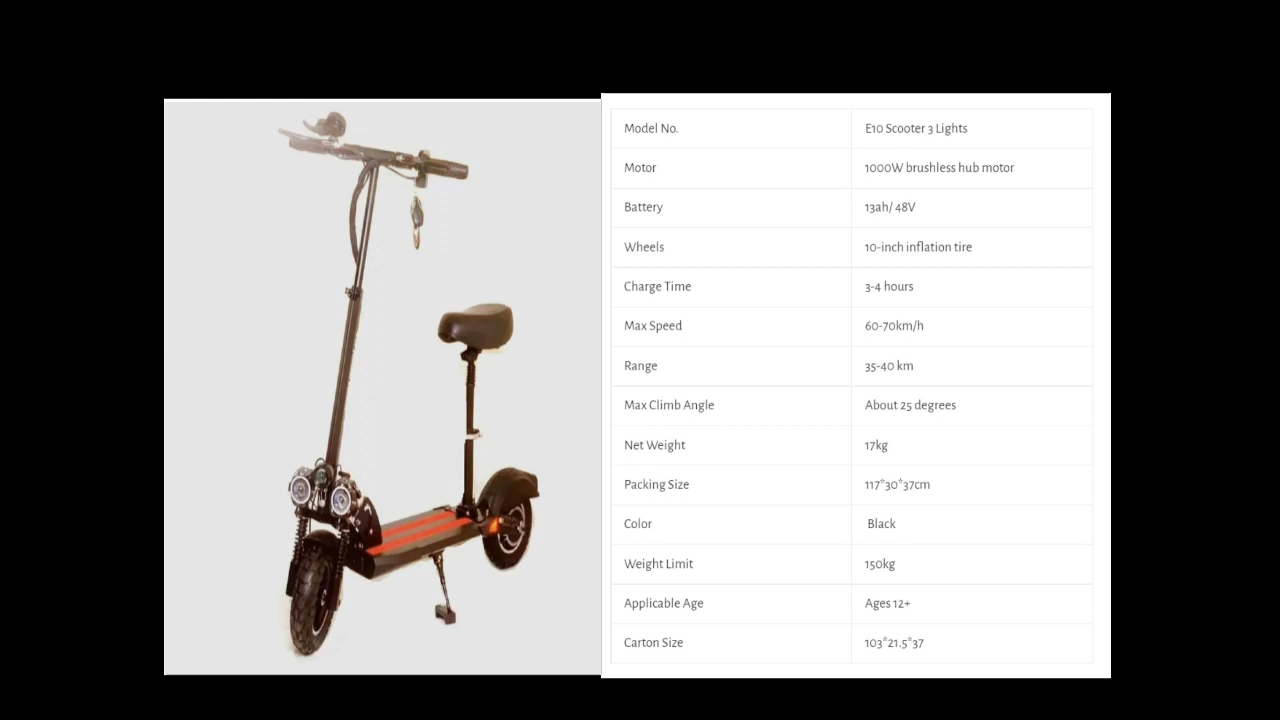 Model No. E10 Scooter 3 Lights
Motor 1000W brushless hub motor
Battery 13ah/ 48V
Wheels 10-inch inflation tire
Charge Time 3-4 hours
Max Speed 60-70km/h
Range 35-40 km
Max Climb Angle About 25 degrees
Net Weight 17kg
Packing Size 117*30*37cm
Color Black
Weight Limit 150kg
Applicable Age Ages 12+
Carton Size 103*21.5*37